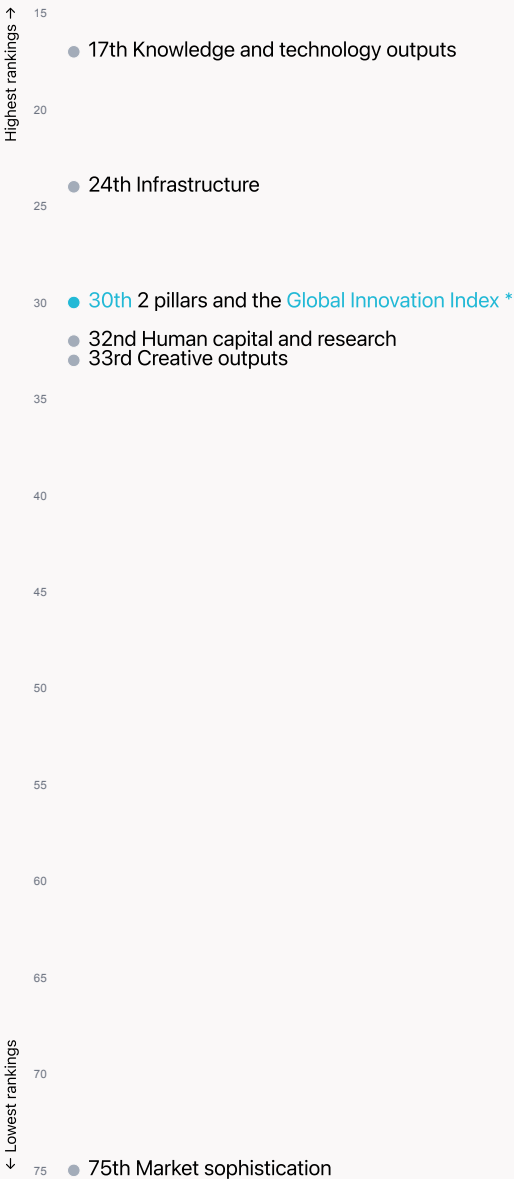 Highest rankings →
15
17th Knowledge and technology outputs
20
24th Infrastructure
25
30
30th 2 pillars and the Global Innovation Index *
32nd Human capital and research
33rd Creative outputs
35
40
45
50
55
60
65
← Lowest rankings
70
75
75th Market sophistication